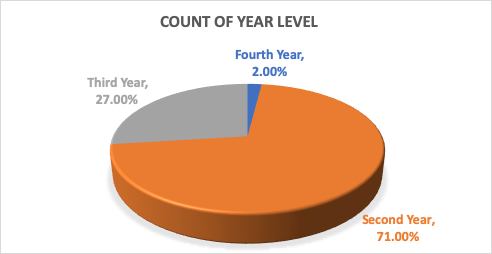 COUNT OF YEAR LEVEL
Fourth Year,
2.00%
Third Year,
27.00%
Second Year,
71.00%